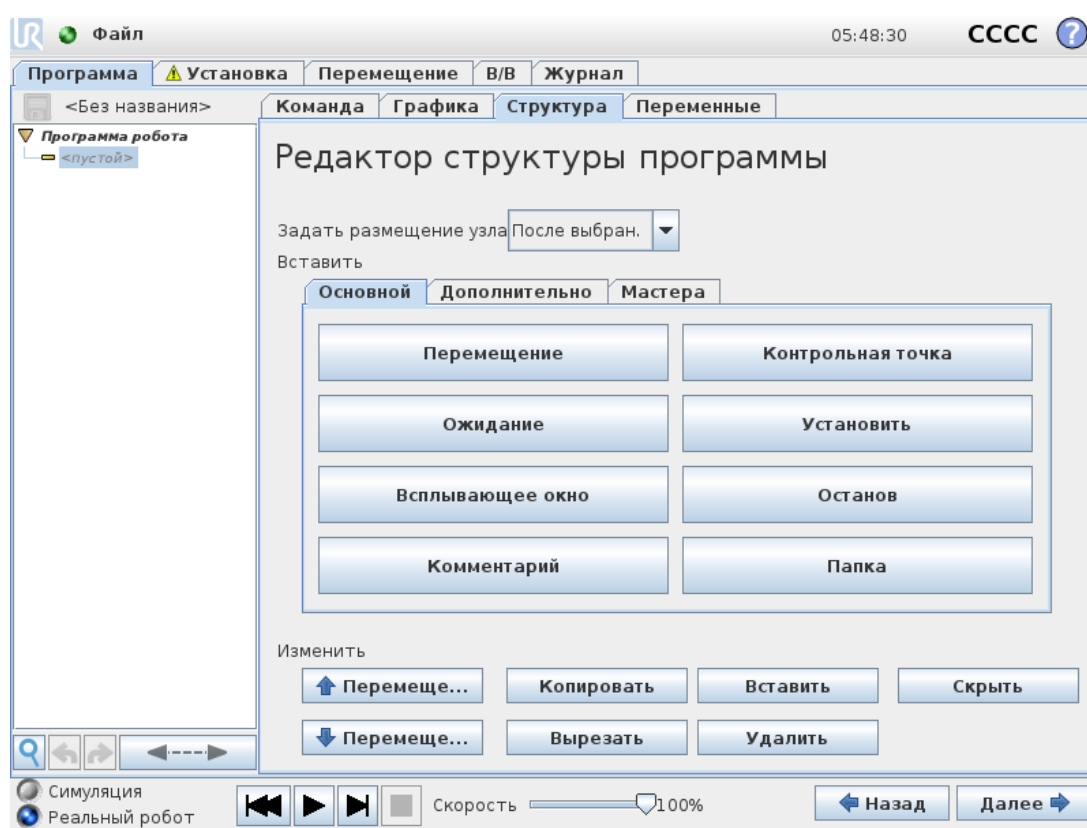 UR Файл 05:48:30 CCCC ?
Программа Установка Перемещение В/В Журнал
<Без названия> Команда Графика Структура Переменные
Программа робота
<пустой>
Редактор структуры программы
Задать размещение узла После выбран.
Вставить
Основной Дополнительно Мастера
Перемещение Контрольная точка
Ожидание Установить
Всплывающее окно Останов
Комментарий Папка
Изменить
Перемеще... Копировать Вставить Скрыть
Перемеще... Вырезать Удалить
Симуляция
Реальный робот
Скорость 100% Назад Далее